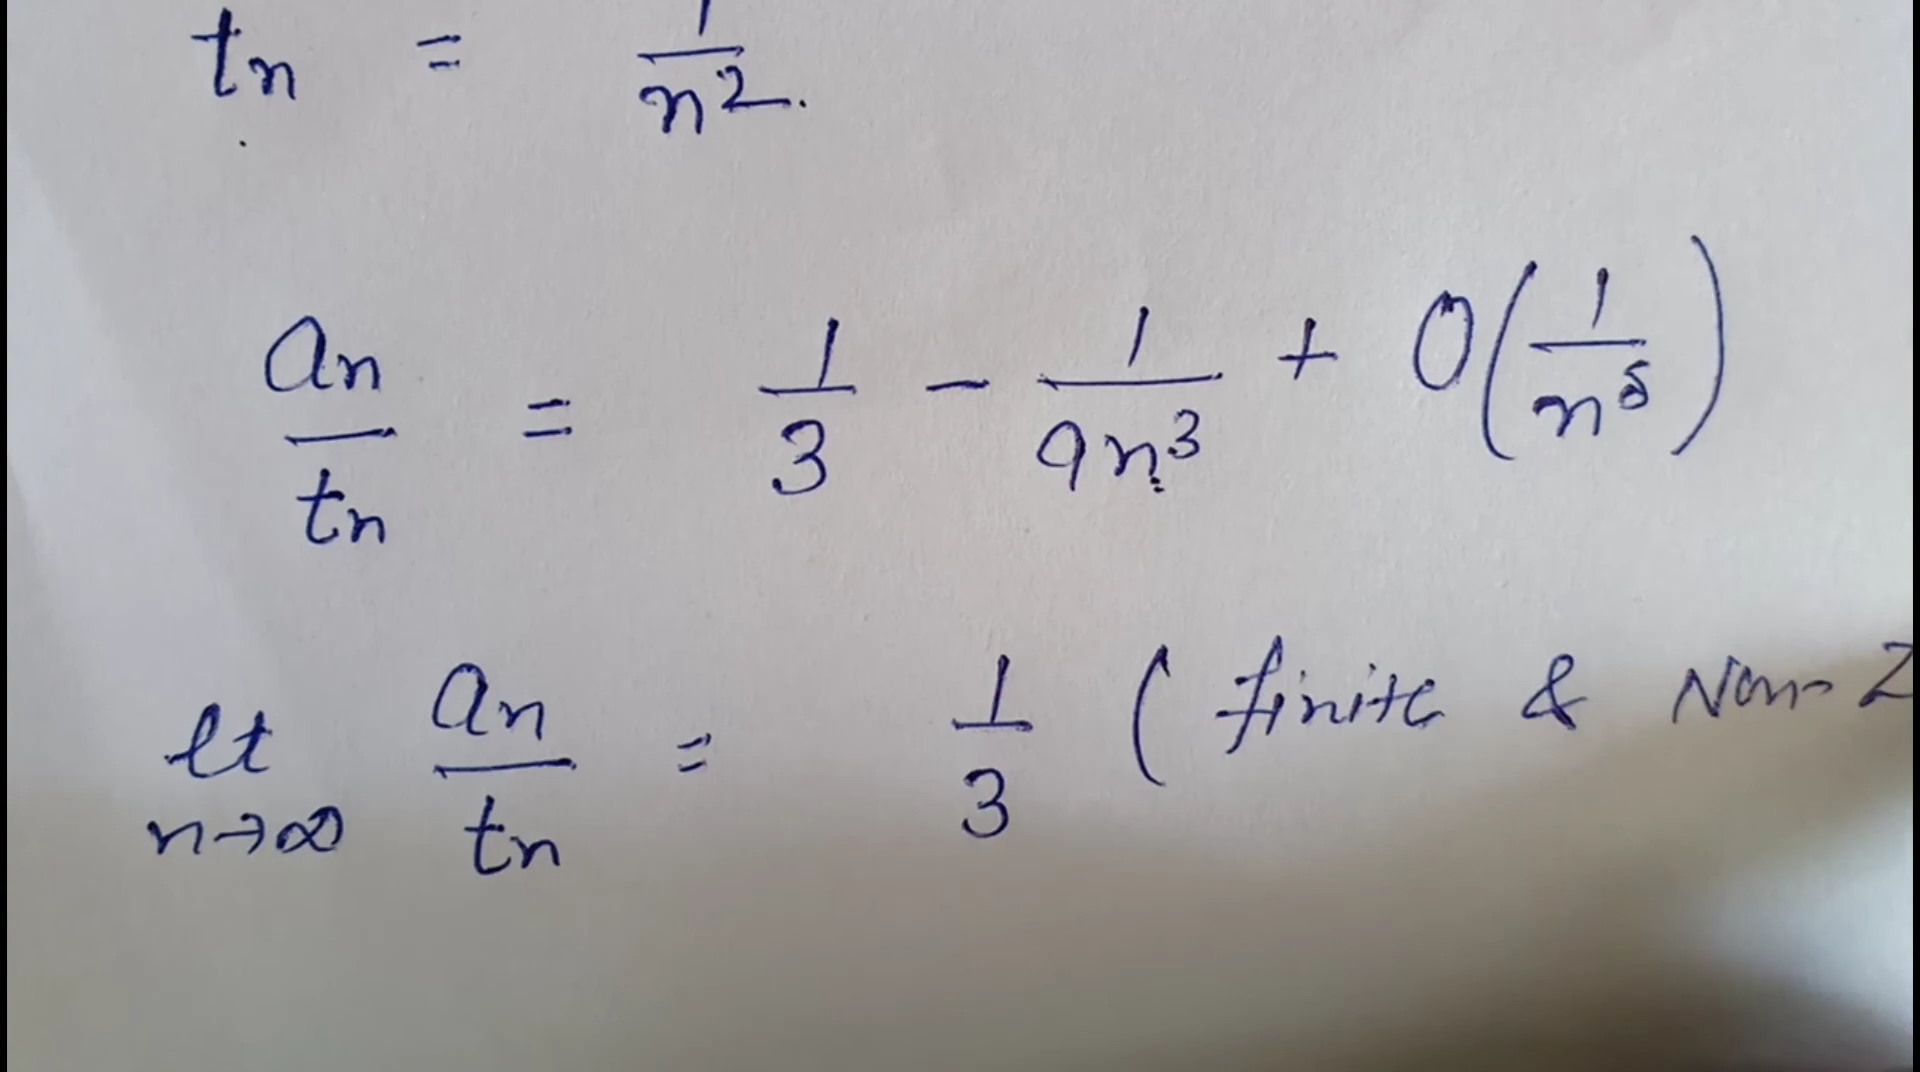 tn = 1/n².
an/tn = 1/3 - 1/9n³ + O(1/n⁵)
lt n→∞ an/tn = 1/3 ( finite & Non-Z